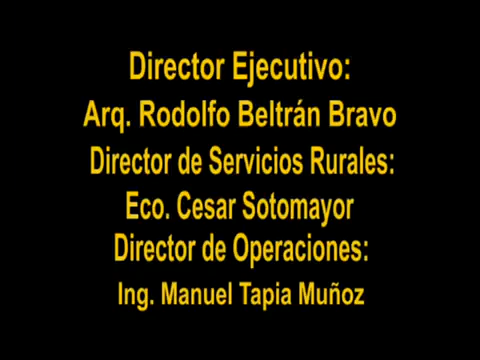 Director Ejecutivo:
Arq. Rodolfo Beltrán Bravo
Director de Servicios Rurales:
Eco. Cesar Sotomayor
Director de Operaciones:
Ing. Manuel Tapia Muñoz